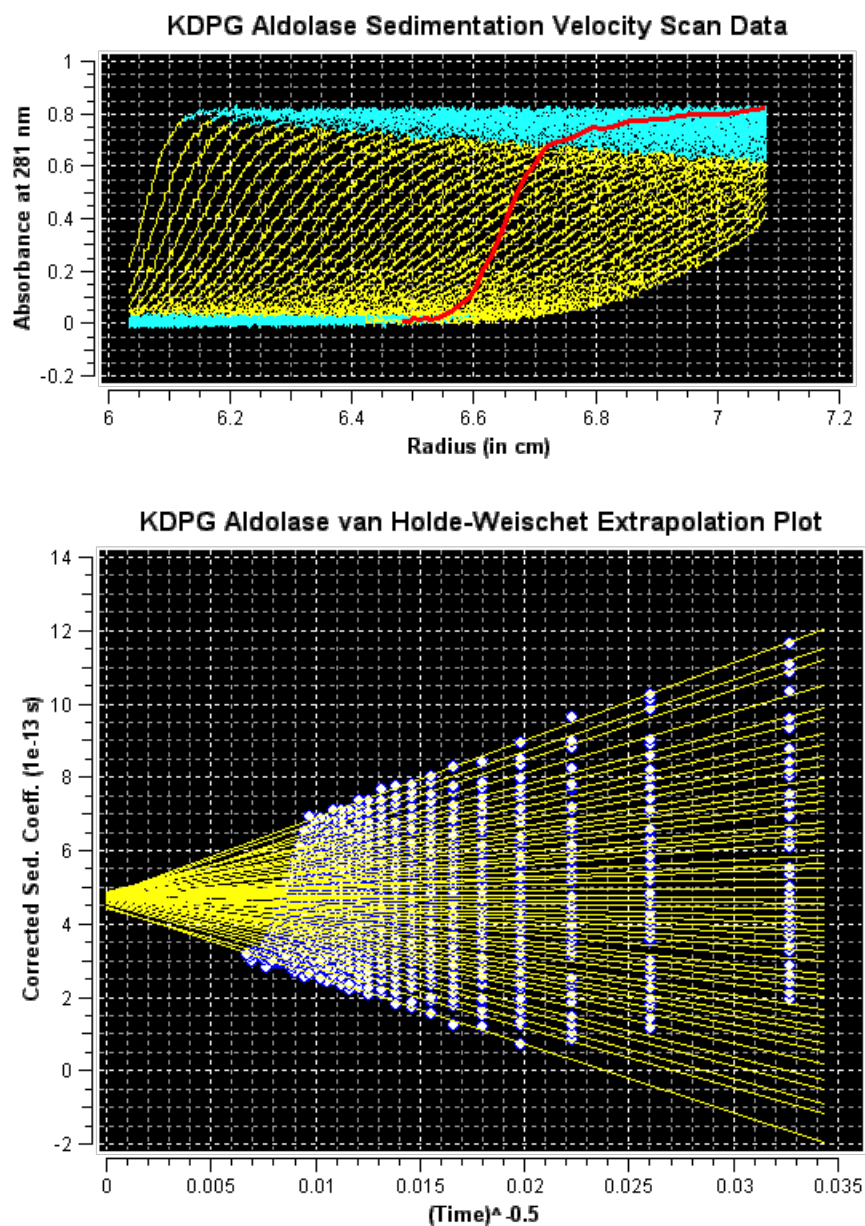 KDPG Aldolase Sedimentation Velocity Scan Data
1
0.8
0.6
0.4
0.2
0
-0.2
Absorbance at 281 nm
6 6.2 6.4 6.6 6.8 7 7.2
Radius (in cm)
KDPG Aldolase van Holde-Weischet Extrapolation Plot
14
12
10
8
6
4
2
0
-2
Corrected Sed. Coeff. (1e-13 s)
0 0.005 0.01 0.015 0.02 0.025 0.03 0.035
(Time)^ -0.5